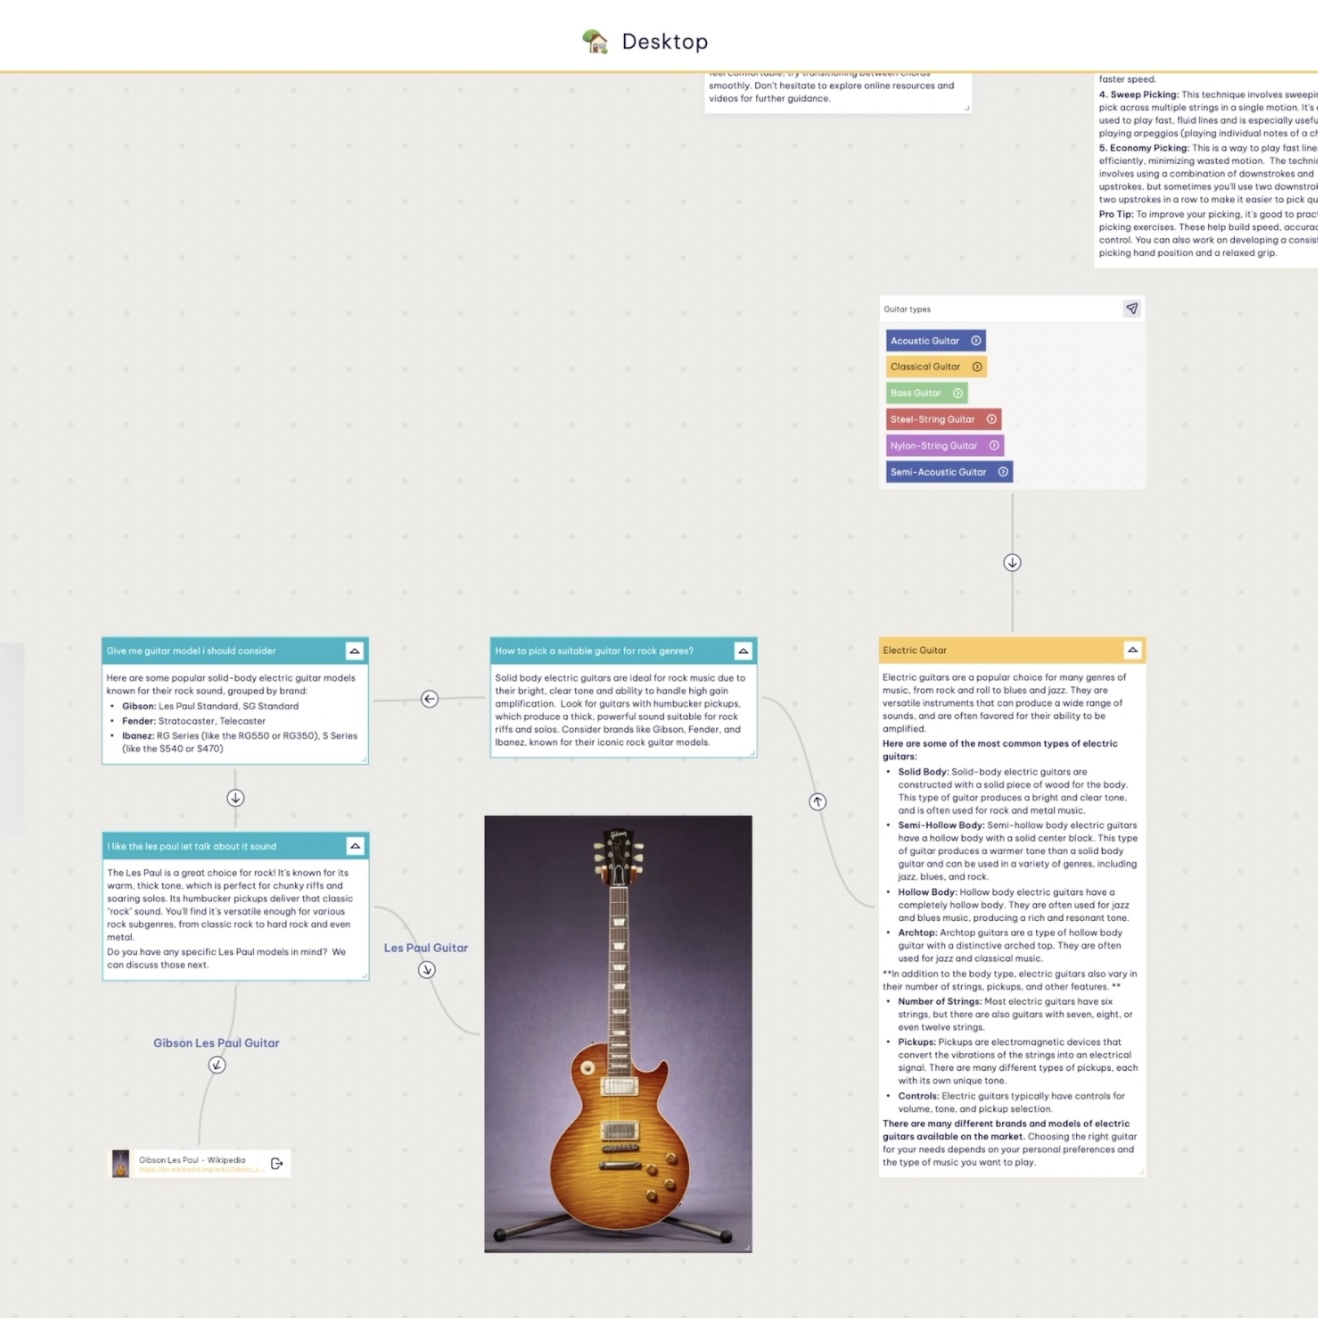 Desktop
feel comfortable, try transitioning between chords
smoothly. Don't hesitate to explore online resources and
videos for further guidance.
faster speed.
4. Sweep Picking: This technique involves sweepin
pick across multiple strings in a single motion. It's
used to play fast, fluid lines and is especially usefu
playing arpeggios (playing individual notes of a ch
5. Economy Picking: This is a way to play fast line
efficiently, minimizing wasted motion. The techni
involves using a combination of downstrokes and
upstrokes, but sometimes you'll use two downstrok
two upstrokes in a row to make it easier to pick qu
Pro Tip: To improve your picking, it's good to pract
picking exercises. These help build speed, accurac
control. You can also work on developing a consist
picking hand position and a relaxed grip.
Guitar types
Acoustic Guitar
Classical Guitar
Bass Guitar
Steel-String Guitar
Nylon-String Guitar
Semi-Acoustic Guitar
Give me guitar model i should consider
Here are some popular solid-body electric guitar models
known for their rock sound, grouped by brand:
• Gibson: Les Paul Standard, SG Standard
• Fender: Stratocaster, Telecaster
• Ibanez: RG Series (like the RG550 or RG350), S Series
(like the S540 or S470)
How to pick a suitable guitar for rock genres?
Solid body electric guitars are ideal for rock music due to
their bright, clear tone and ability to handle high gain
amplification. Look for guitars with humbucker pickups,
which produce a thick, powerful sound suitable for rock
riffs and solos. Consider brands like Gibson, Fender, and
Ibanez, known for their iconic rock guitar models.
Electric Guitar
Electric guitars are a popular choice for many genres of
music, from rock and roll to blues and jazz. They are
versatile instruments that can produce a wide range of
sounds, and are often favored for their ability to be
amplified.
Here are some of the most common types of electric
guitars:
• Solid Body: Solid-body electric guitars are
constructed with a solid piece of wood for the body.
This type of guitar produces a bright and clear tone,
and is often used for rock and metal music.
• Semi-Hollow Body: Semi-hollow body electric guitars
have a hollow body with a solid center block. This type
of guitar produces a warmer tone than a solid body
guitar and can be used in a variety of genres, including
jazz, blues, and rock.
• Hollow Body: Hollow body electric guitars have a
completely hollow body. They are often used for jazz
and blues music, producing a rich and resonant tone.
• Archtop: Archtop guitars are a type of hollow body
guitar with a distinctive arched top. They are often
used for jazz and classical music.
**In addition to the body type, electric guitars also vary in
their number of strings, pickups, and other features. **
• Number of Strings: Most electric guitars have six
strings, but there are also guitars with seven, eight, or
even twelve strings.
• Pickups: Pickups are electromagnetic devices that
convert the vibrations of the strings into an electrical
signal. There are many different types of pickups, each
with its own unique tone.
• Controls: Electric guitars typically have controls for
volume, tone, and pickup selection.
There are many different brands and models of electric
guitars available on the market. Choosing the right guitar
for your needs depends on your personal preferences and
the type of music you want to play.
I like the les paul let talk about it sound
The Les Paul is a great choice for rock! It's known for its
warm, thick tone, which is perfect for chunky riffs and
soaring solos. Its humbucker pickups deliver that classic
"rock" sound. You'll find it's versatile enough for various
rock subgenres, from classic rock to hard rock and even
metal.
Do you have any specific Les Paul models in mind? We
can discuss those next.
Les Paul Guitar
Gibson
Gibson Les Paul Guitar
Gibson Les Paul - Wikipedia